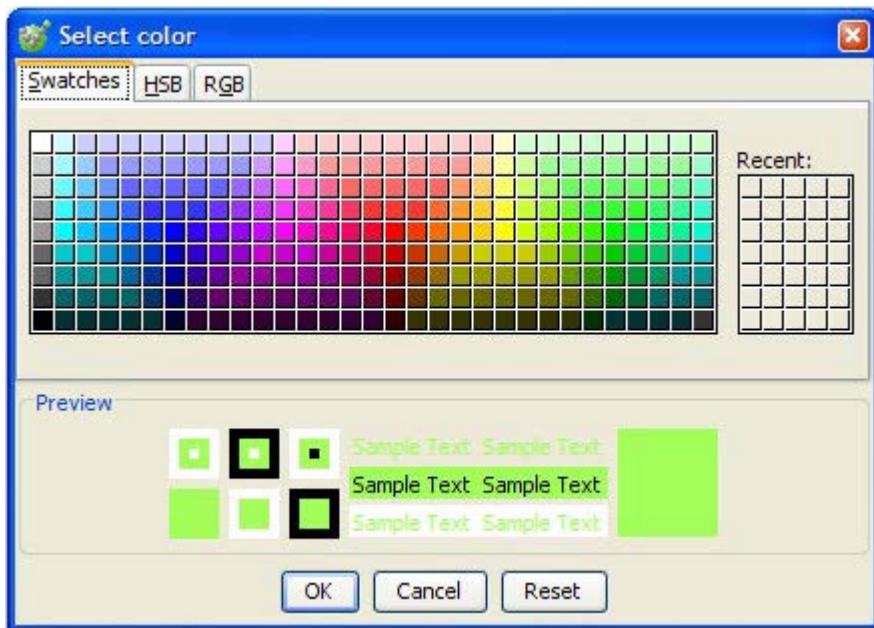 Select color
Swatches HSB RGB
Recent:
Preview
Sample Text Sample Text
Sample Text Sample Text
Sample Text Sample Text
OK Cancel Reset